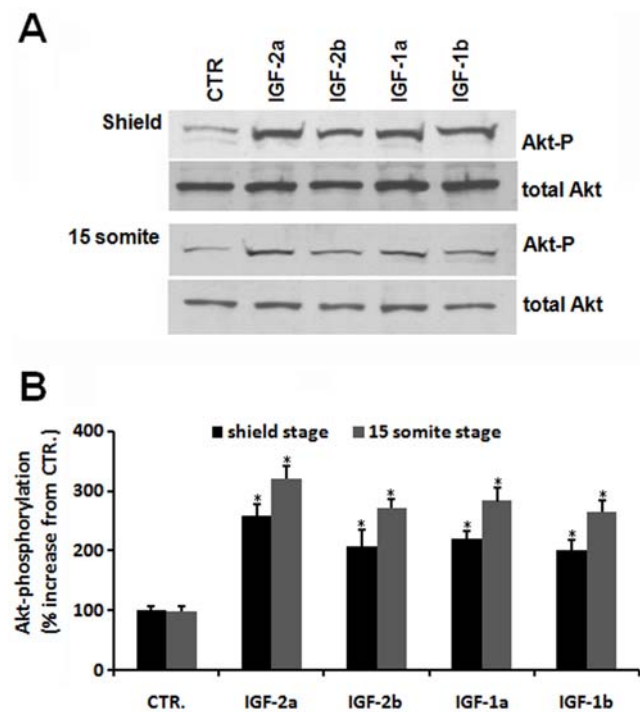 A
CTR
IGF-2a
IGF-2b
IGF-1a
IGF-1b
Shield
Akt-P
total Akt
15 somite
Akt-P
total Akt
B
Akt-phosphorylation
(% increase from CTR.)
400
300
200
100
0
shield stage
15 somite stage
*
*
*
*
*
*
*
*
CTR.
IGF-2a
IGF-2b
IGF-1a
IGF-1b